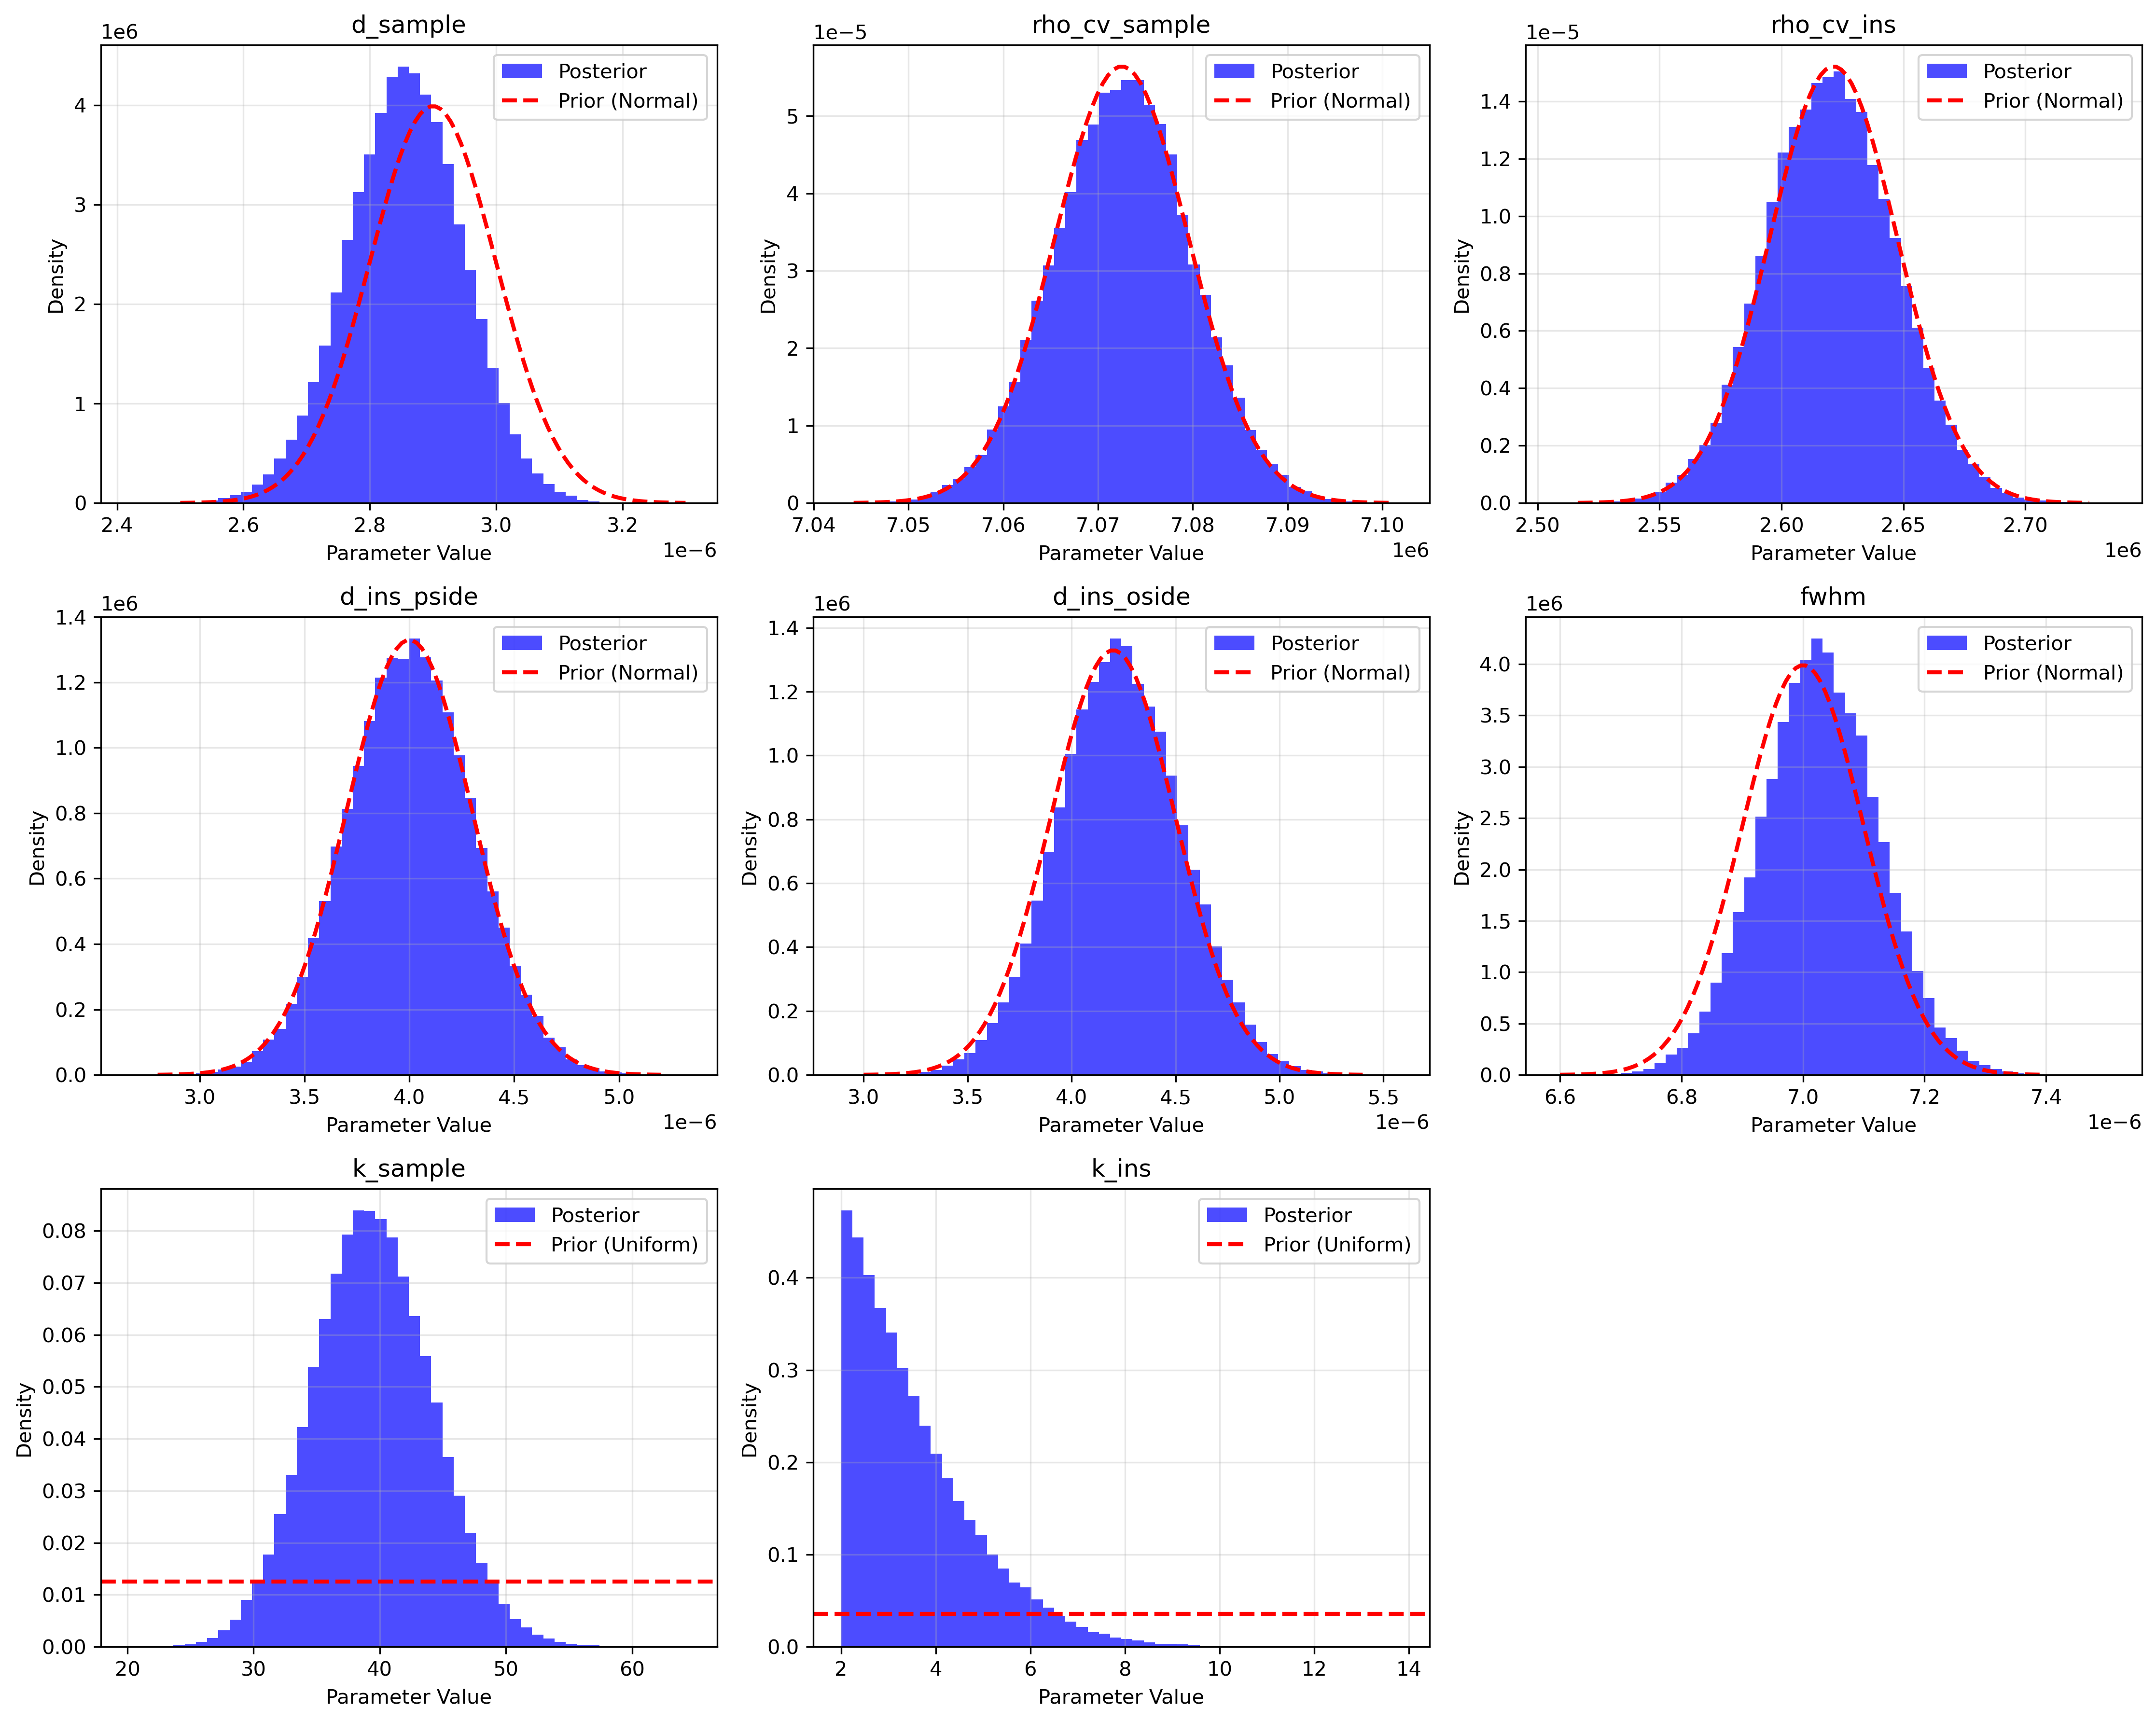 d_sample
1e6
Posterior
Prior (Normal)
Density
4
3
2
1
0
2.4 2.6 2.8 3.0 3.2
Parameter Value
1e−6
rho_cv_sample
1e−5
Posterior
Prior (Normal)
Density
5
4
3
2
1
0
7.04 7.05 7.06 7.07 7.08 7.09 7.10
Parameter Value
1e6
rho_cv_ins
1e−5
Posterior
Prior (Normal)
Density
1.4
1.2
1.0
0.8
0.6
0.4
0.2
0.0
2.50 2.55 2.60 2.65 2.70
Parameter Value
1e6
d_ins_pside
1e6
Posterior
Prior (Normal)
Density
1.4
1.2
1.0
0.8
0.6
0.4
0.2
0.0
3.0 3.5 4.0 4.5 5.0
Parameter Value
1e−6
d_ins_oside
1e6
Posterior
Prior (Normal)
Density
1.4
1.2
1.0
0.8
0.6
0.4
0.2
0.0
3.0 3.5 4.0 4.5 5.0 5.5
Parameter Value
1e−6
fwhm
1e6
Posterior
Prior (Normal)
Density
4.0
3.5
3.0
2.5
2.0
1.5
1.0
0.5
0.0
6.6 6.8 7.0 7.2 7.4
Parameter Value
1e−6
k_sample
Posterior
Prior (Uniform)
Density
0.08
0.07
0.06
0.05
0.04
0.03
0.02
0.01
0.00
20 30 40 50 60
Parameter Value
k_ins
Posterior
Prior (Uniform)
Density
0.4
0.3
0.2
0.1
0.0
2 4 6 8 10 12 14
Parameter Value